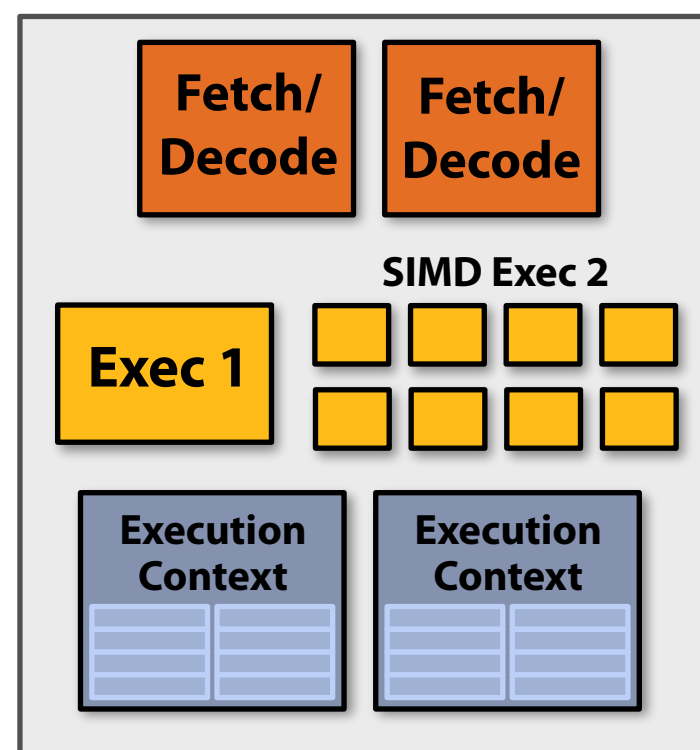 Fetch/
Decode
Fetch/
Decode
SIMD Exec 2
Exec 1
Execution
Context
Execution
Context